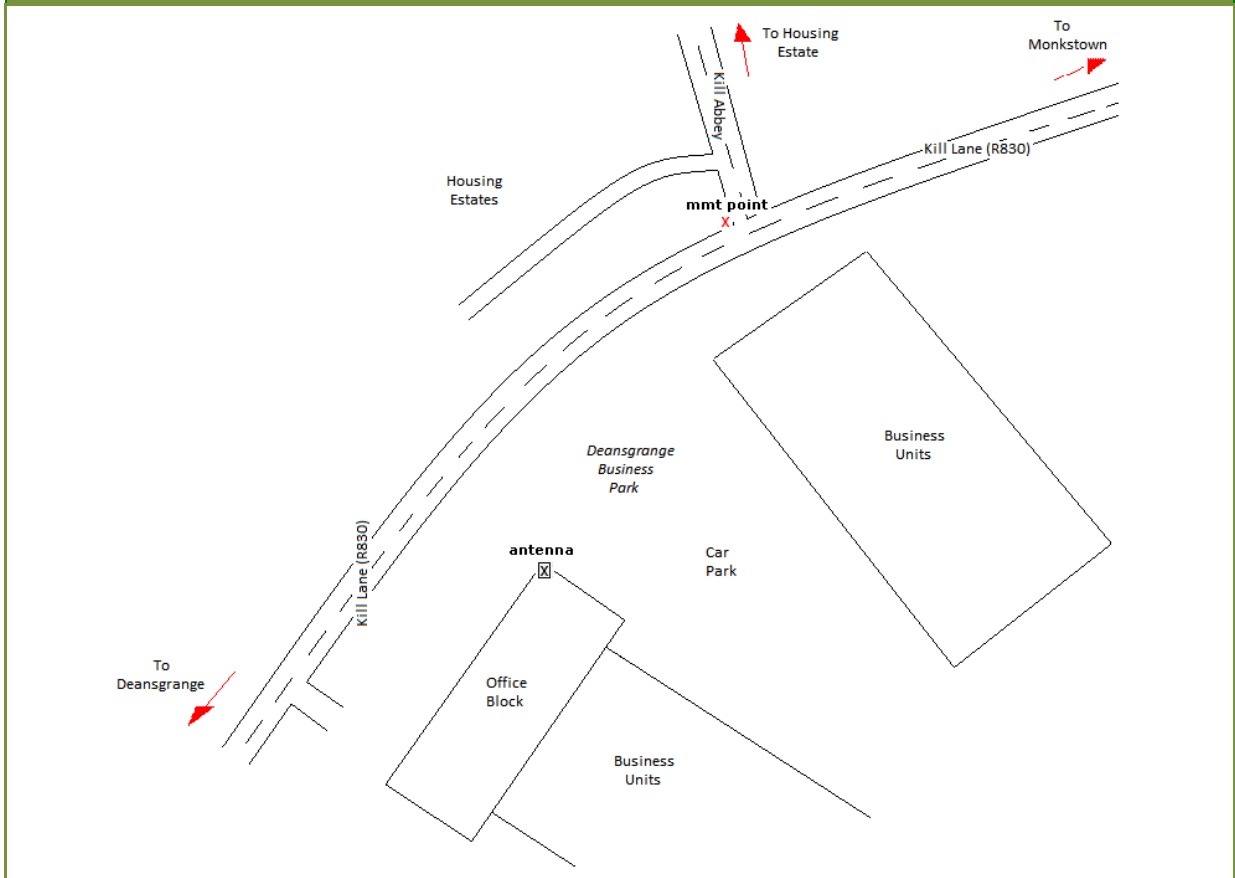 To Housing
Estate
To
Monkstown
Kill Abbey
Kill Lane (R830)
Housing
Estates
mmt point
X
Business
Units
Deansgrange
Business
Park
antenna
X
Car
Park
Kill Lane (R830)
To
Deansgrange
Office
Block
Business
Units